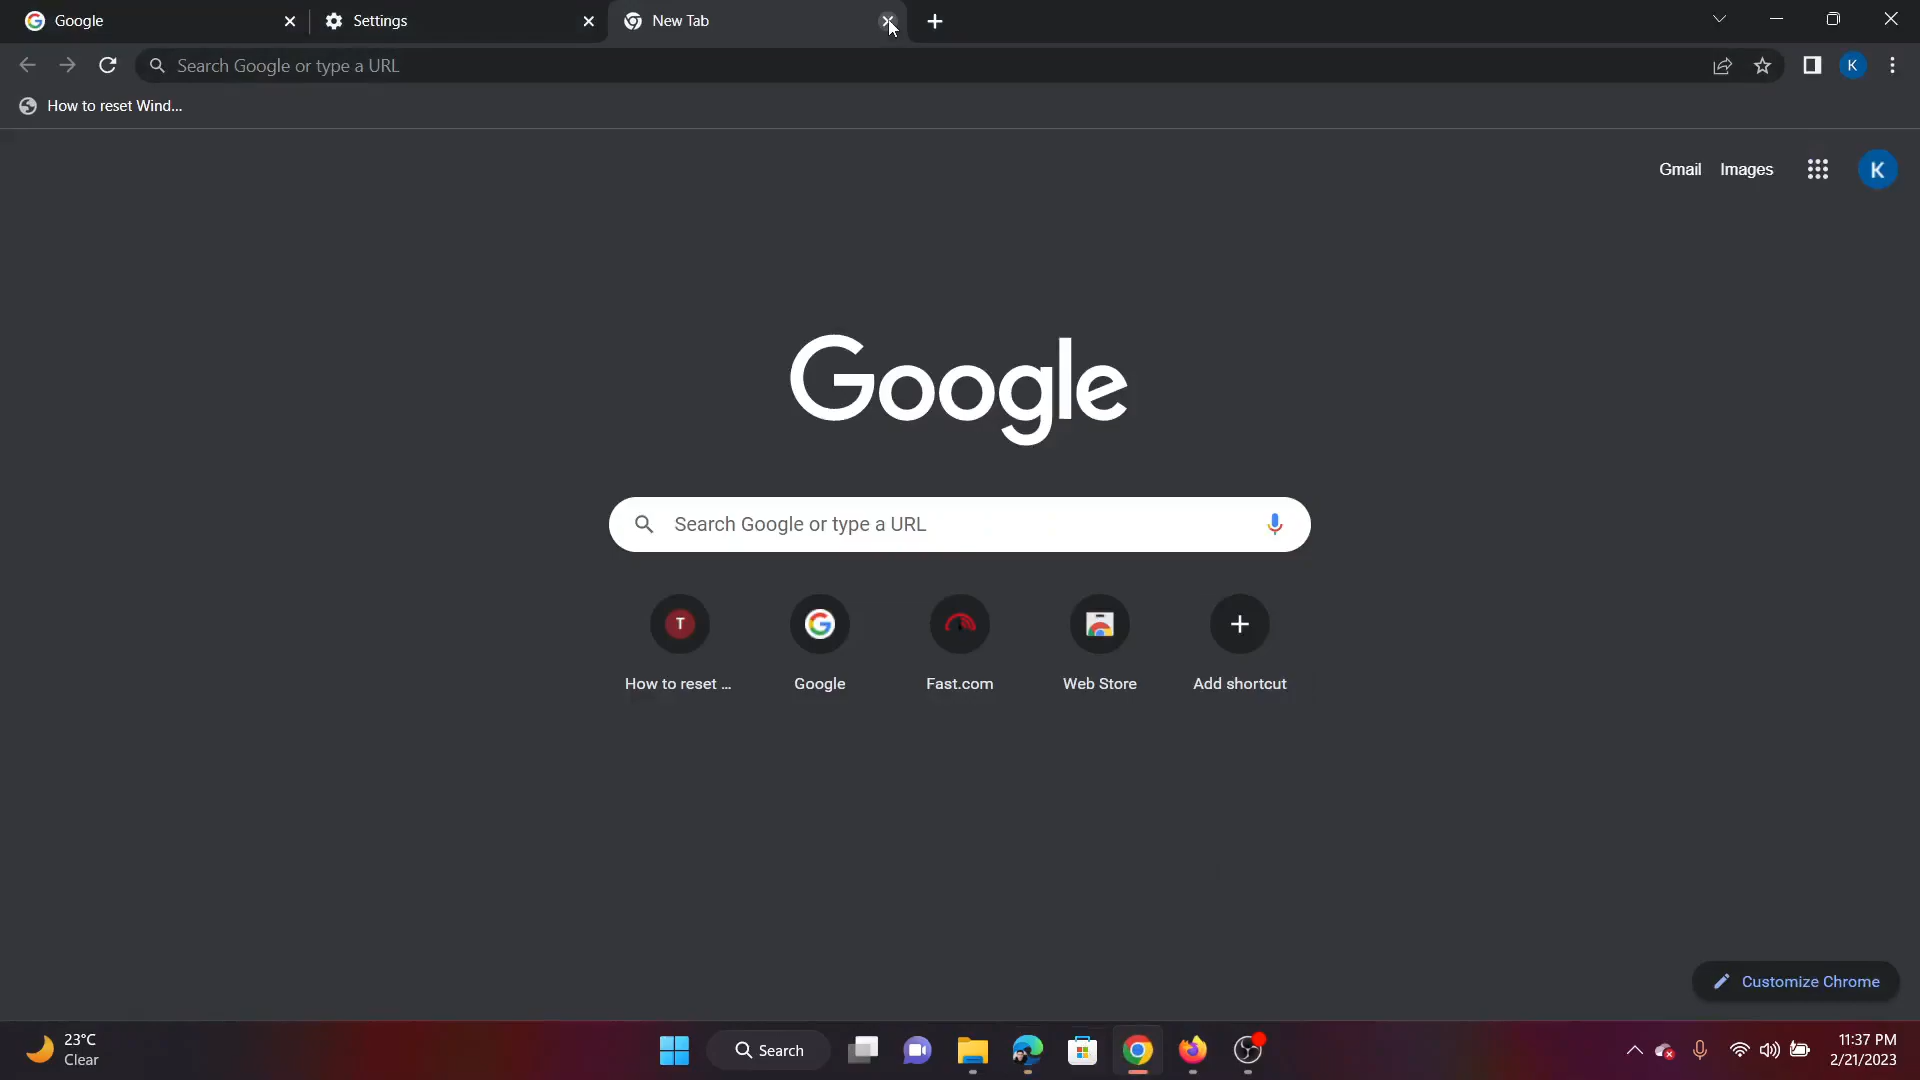 Google
Settings
New Tab
Search Google or type a URL
K
How to reset Wind...
Gmail
Images
K
Google
Search Google or type a URL
T
How to reset ...
Google
Fast.com
Web Store
Add shortcut
Customize Chrome
23°C
Clear
Search
11:37 PM
2/21/2023